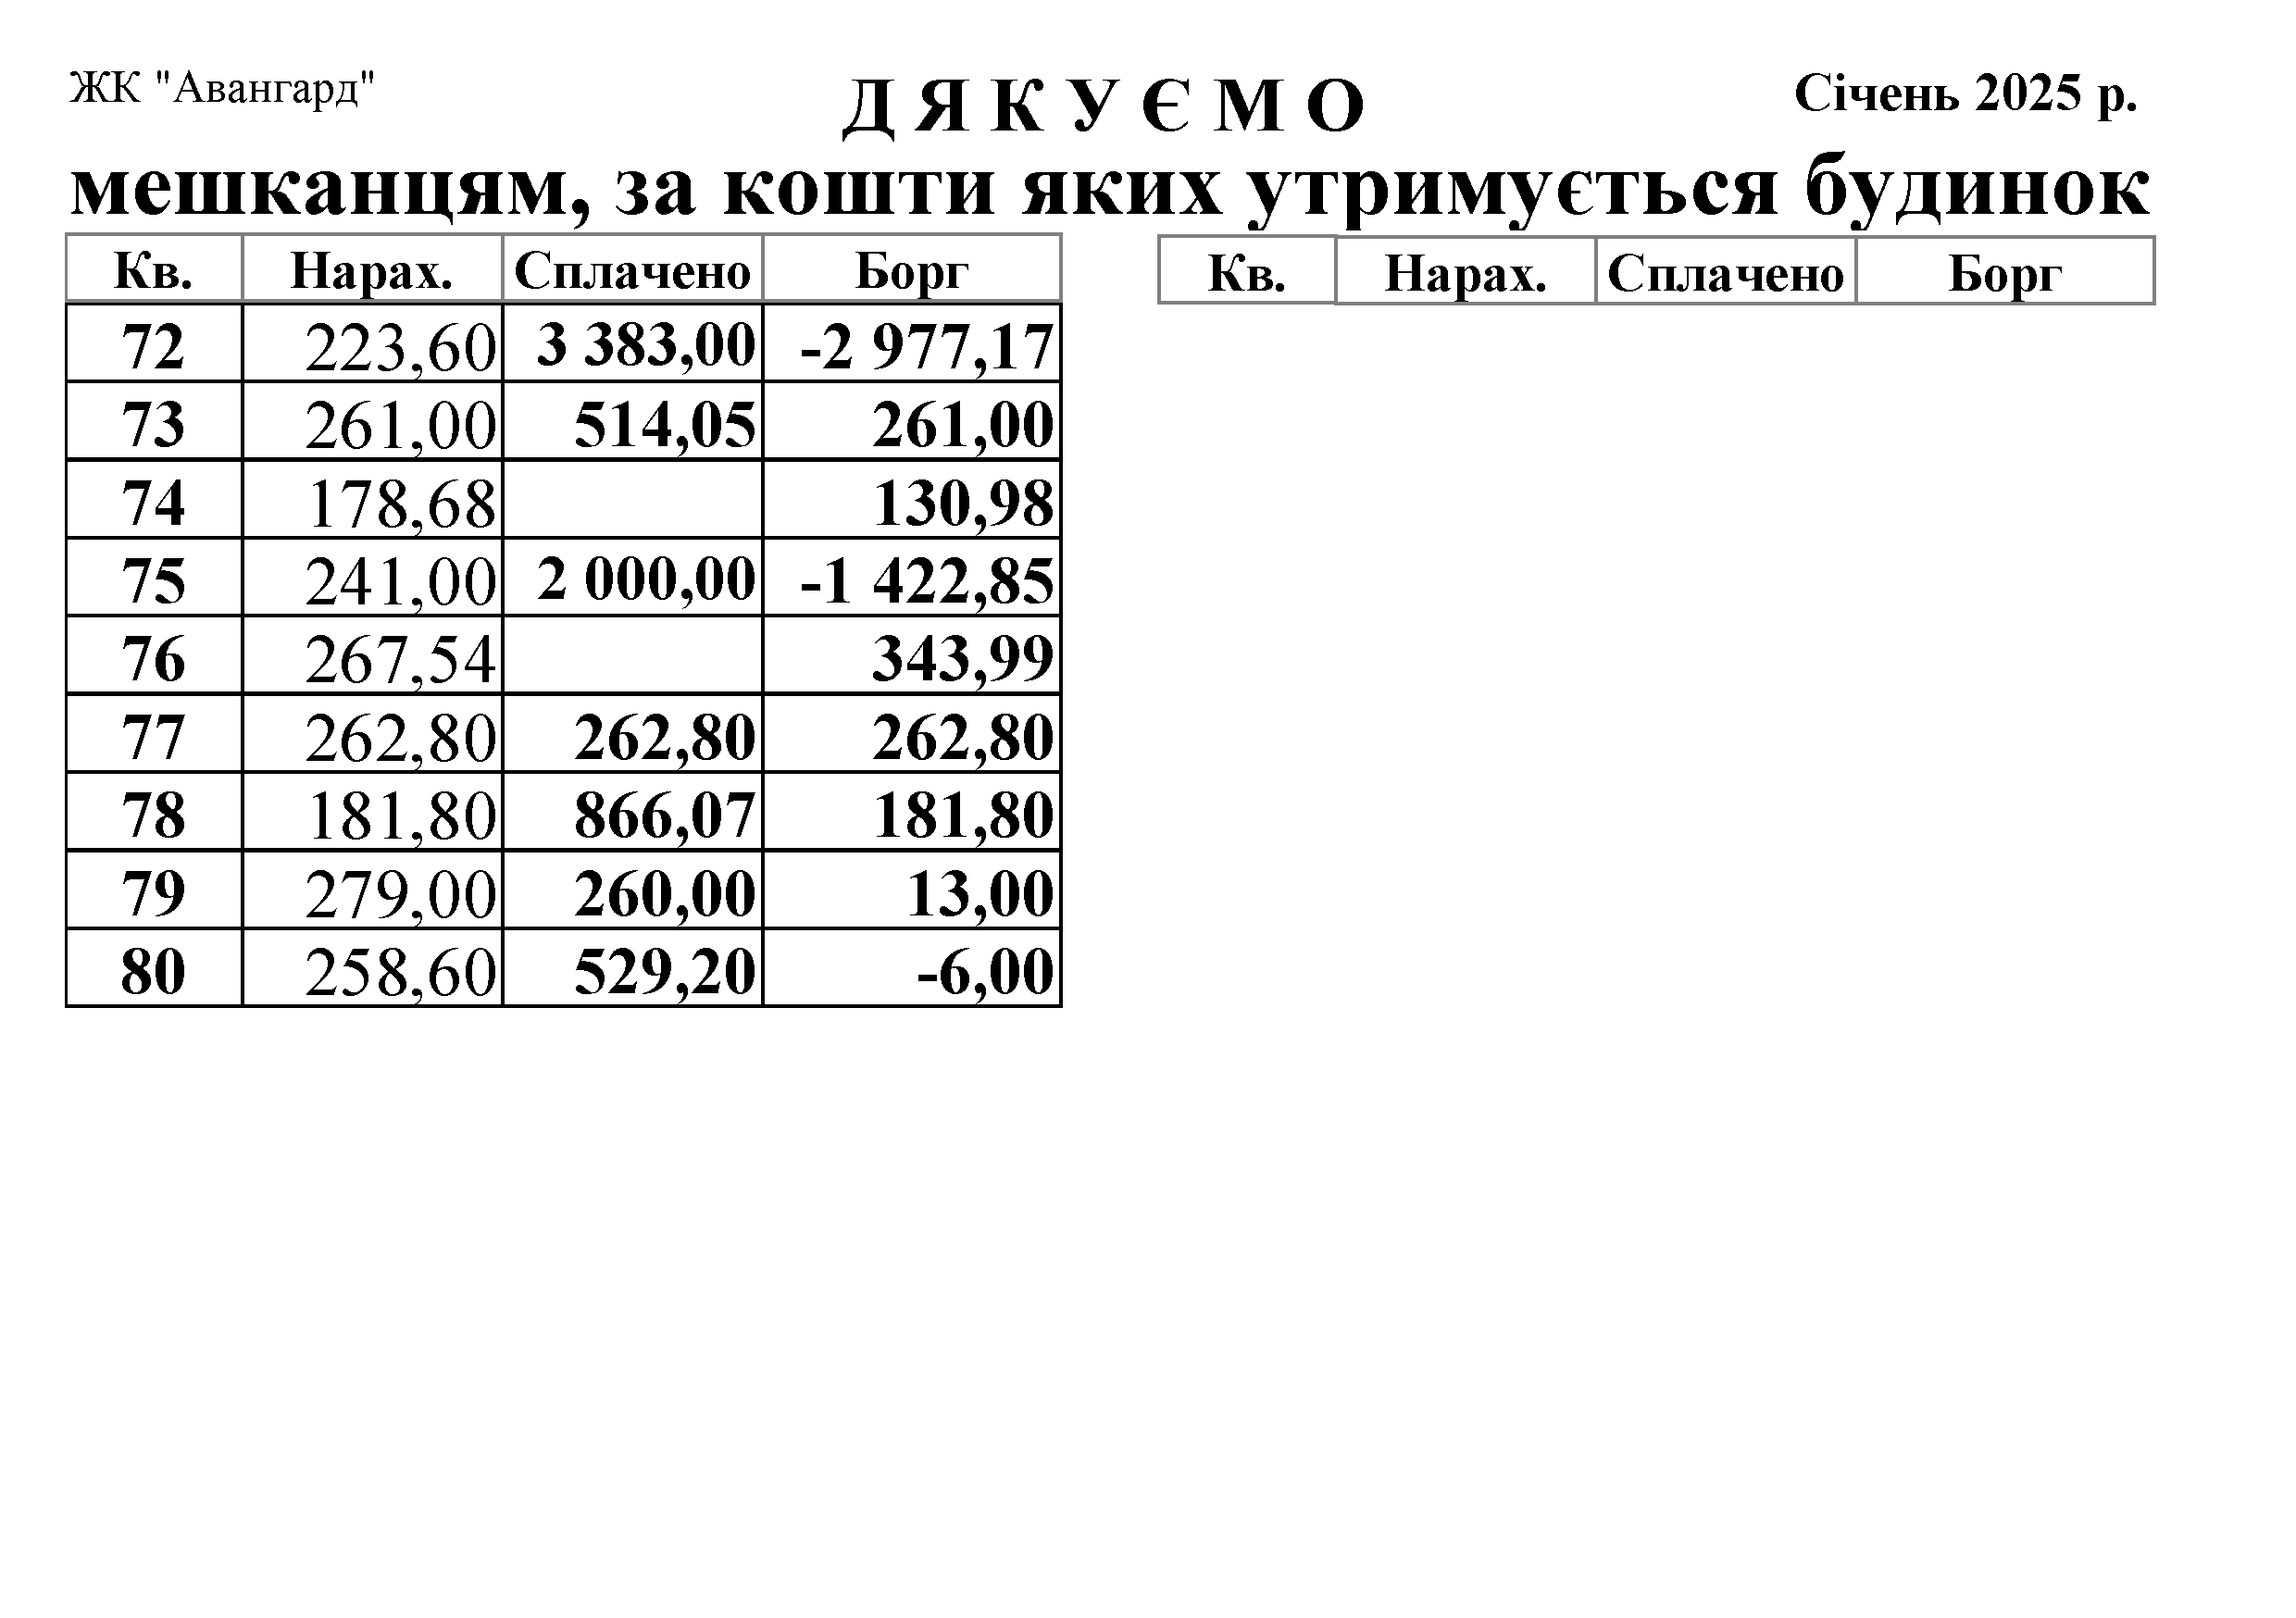 ЖК "Авангард"
Д Я К У Є М О
Січень 2025 р.
мешканцям, за кошти яких утримується будинок
Кв. Нарах. Сплачено Борг
72 223,60 3 383,00 -2 977,17
73 261,00 514,05 261,00
74 178,68 130,98
75 241,00 2 000,00 -1 422,85
76 267,54 343,99
77 262,80 262,80 262,80
78 181,80 866,07 181,80
79 279,00 260,00 13,00
80 258,60 529,20 -6,00
Кв. Нарах. Сплачено Борг